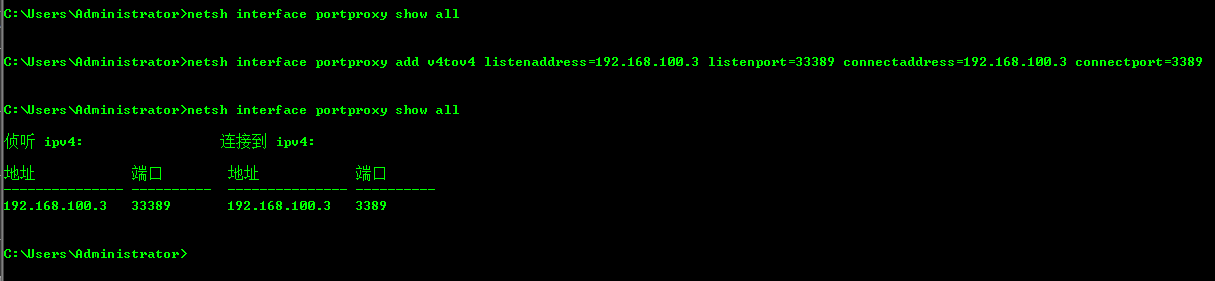 C:\Users\Administrator>netsh interface portproxy show all
C:\Users\Administrator>netsh interface portproxy add v4tov4 listenaddress=192.168.100.3 listenport=33389 connectaddress=192.168.100.3 connectport=3389
C:\Users\Administrator>netsh interface portproxy show all
侦听 ipv4: 连接到 ipv4:
地址 端口 地址 端口
--------------- ---------- --------------- ----------
192.168.100.3 33389 192.168.100.3 3389
C:\Users\Administrator>